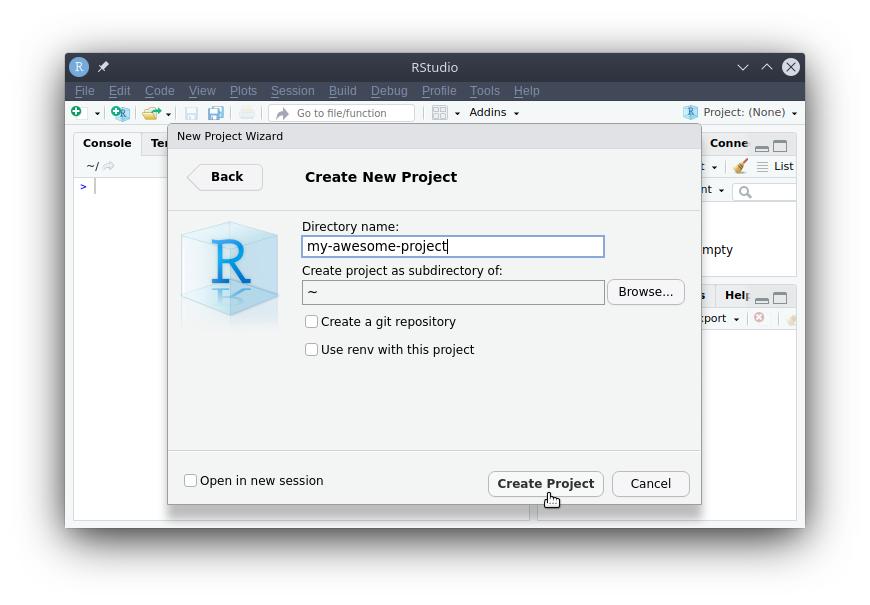 R RStudio
File Edit Code View Plots Session Build Debug Profile Tools Help
Go to file/function Addins Project: (None)
Console Conne
New Project Wizard
~/ List
>
Back Create New Project
R
Directory name:
my-awesome-project
Create project as subdirectory of:
~ Browse...
Create a git repository
Use renv with this project
Open in new session Create Project Cancel
mpty
Help
port